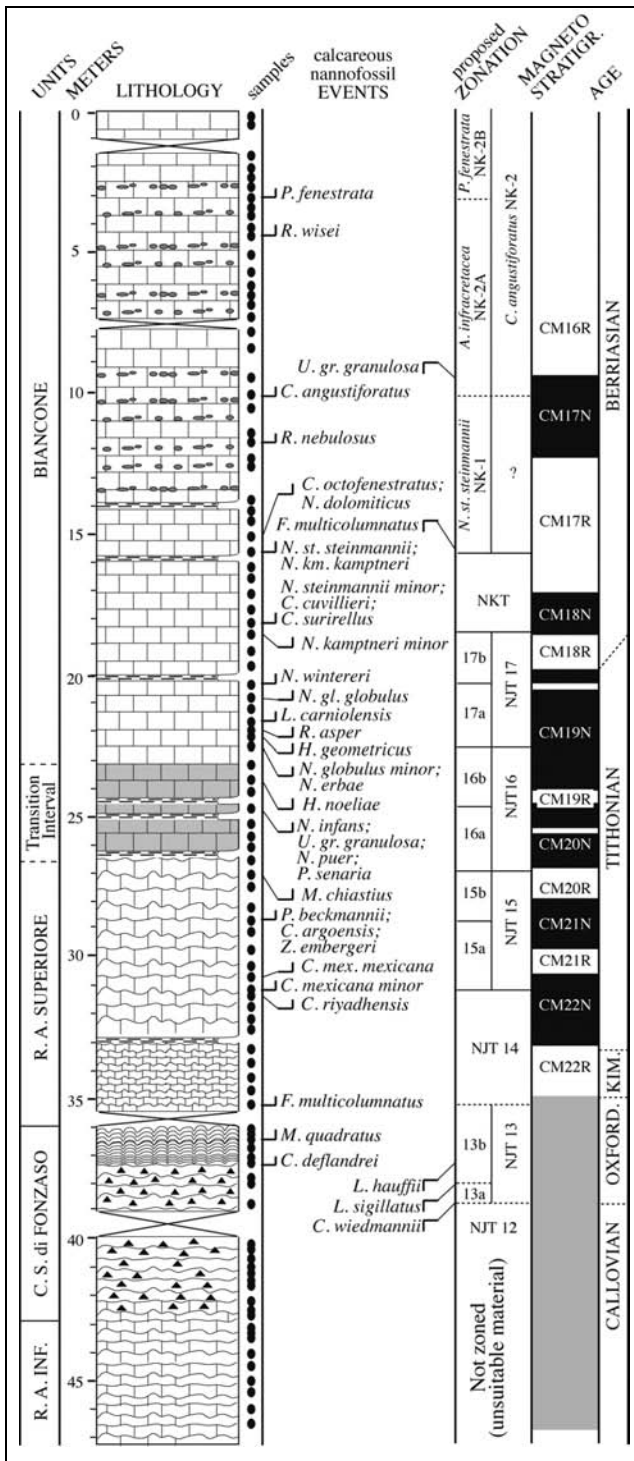 UNITS
METERS
LITHOLOGY
samples
calcareous
nannofossil
EVENTS
proposed
ZONATION
MAGNETO
STRATIGR.
AGE
0
5
10
15
20
25
30
35
40
45
BIANCONE
Transition
Interval
R. A. SUPERIORE
C. S. di FONZASO
R. A. INF.
P. fenestrata
R. wisei
U. gr. granulosa
C. angustiforatus
R. nebulosus
C. octofenestratus;
N. dolomiticus
F. multicolumnatus
N. st. steinmannii;
N. km. kamptneri
N. steinmannii minor;
C. cuvillieri;
C. surirellus
N. kamptneri minor
N. wintereri
N. gl. globulus
L. carniolensis
R. asper
H. geometricus
N. globulus minor;
N. erbae
H. noeliae
N. infans;
U. gr. granulosa;
N. puer;
P. senaria
M. chiastius
P. beckmannii;
C. argoensis;
Z. embergeri
C. mex. mexicana
C. mexicana minor
C. riyadhensis
F. multicolumnatus
M. quadratus
C. deflandrei
L. hauffii
L. sigillatus
C. wiedmannii
P. fenestrata
NK-2B
A. infracretacea
NK-2A
C. angustiforatus NK-2
N. st. steinmannii
NK-1
?
NKT
17b
17a
NJT 17
16b
16a
NJT16
15b
15a
NJT 15
NJT 14
13b
13a
NJT 13
NJT 12
Not zoned
(unsuitable material)
CM16R
CM17N
CM17R
CM18N
CM18R
CM19N
CM19R
CM20N
CM20R
CM21N
CM21R
CM22N
CM22R
BERRIASIAN
TITHONIAN
KIM.
OXFORD.
CALLOVIAN